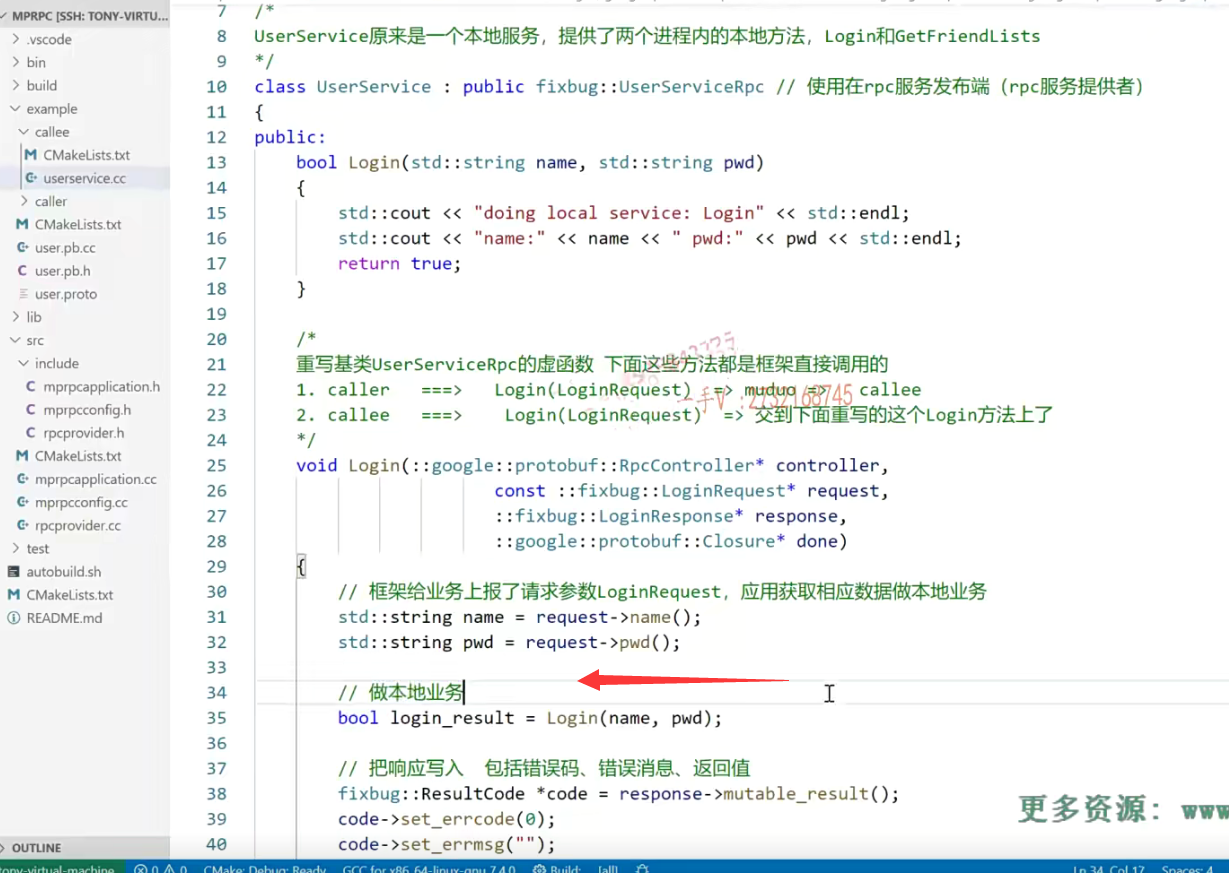 MPRPC [SSH: TONY-VIRTU...
.vscode
bin
build
example
callee
CMakeLists.txt
userservice.cc
caller
CMakeLists.txt
user.pb.cc
user.pb.h
user.proto
lib
src
include
mprpcapplication.h
mprpcconfig.h
rpcprovider.h
CMakeLists.txt
mprpcapplication.cc
mprpcconfig.cc
rpcprovider.cc
test
autobuild.sh
CMakeLists.txt
README.md
OUTLINE
7 /*
8 UserService原来是一个本地服务，提供了两个进程内的本地方法，Login和GetFriendLists
9 */
10 class UserService : public fixbug::UserServiceRpc // 使用在rpc服务发布端（rpc服务提供者）
11 {
12 public:
13 bool Login(std::string name, std::string pwd)
14 {
15 std::cout << "doing local service: Login" << std::endl;
16 std::cout << "name:" << name << " pwd:" << pwd << std::endl;
17 return true;
18 }
19
20 /*
21 重写基类UserServiceRpc的虚函数 下面这些方法都是框架直接调用的
22 1. caller ===> Login(LoginRequest) => muduo => callee
23 2. callee ===> Login(LoginRequest) => 交到下面重写的这个Login方法上了
24 */
25 void Login(::google::protobuf::RpcController* controller,
26 const ::fixbug::LoginRequest* request,
27 ::fixbug::LoginResponse* response,
28 ::google::protobuf::Closure* done)
29 {
30 // 框架给业务上报了请求参数LoginRequest，应用获取相应数据做本地业务
31 std::string name = request->name();
32 std::string pwd = request->pwd();
33
34 // 做本地业务
35 bool login_result = Login(name, pwd);
36
37 // 把响应写入 包括错误码、错误消息、返回值
38 fixbug::ResultCode *code = response->mutable_result();
39 code->set_errcode(0);
40 code->set_errmsg("");
一手V:2732168745
更多资源：www
tony-virtual-machine 0 0 CMake: Debug: Ready GCC for x86_64-linux-gnu 7.4.0 Build: [all] Ln 34, Col 17 Spaces: 4